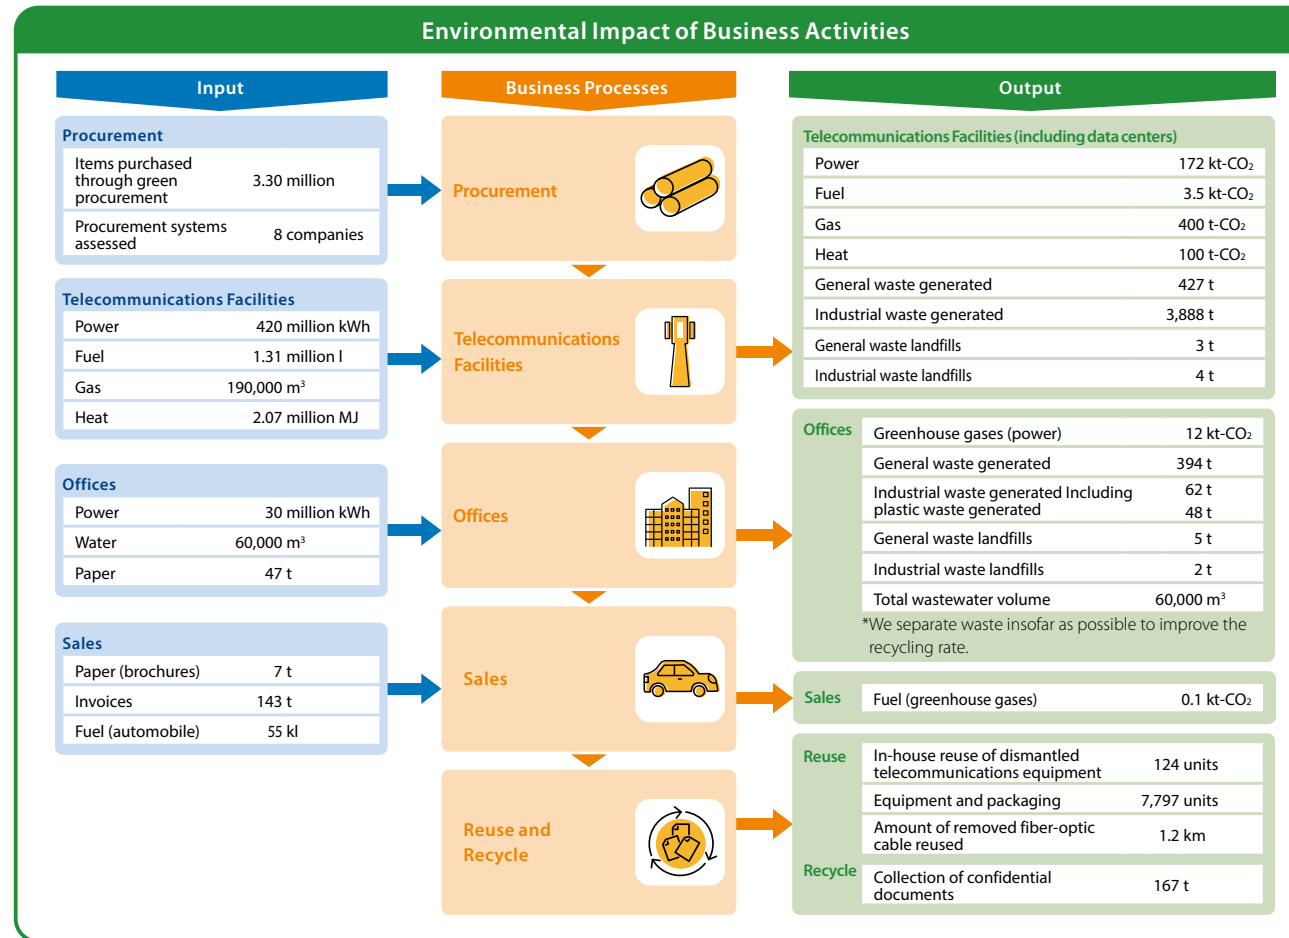 Environmental Impact of Business Activities
Input
Procurement
Items purchased
through green
procurement
3.30 million
Procurement systems
assessed
8 companies
Telecommunications Facilities
Power 420 million kWh
Fuel 1.31 million l
Gas 190,000 m³
Heat 2.07 million MJ
Offices
Power 30 million kWh
Water 60,000 m³
Paper 47 t
Sales
Paper (brochures) 7 t
Invoices 143 t
Fuel (automobile) 55 kl
Business Processes
Procurement
Telecommunications
Facilities
Offices
Sales
Reuse and
Recycle
Output
Telecommunications Facilities (including data centers)
Power 172 kt-CO₂
Fuel 3.5 kt-CO₂
Gas 400 t-CO₂
Heat 100 t-CO₂
General waste generated 427 t
Industrial waste generated 3,888 t
General waste landfills 3 t
Industrial waste landfills 4 t
Offices
Greenhouse gases (power) 12 kt-CO₂
General waste generated 394 t
Industrial waste generated Including 62 t
plastic waste generated 48 t
General waste landfills 5 t
Industrial waste landfills 2 t
Total wastewater volume 60,000 m³
*We separate waste insofar as possible to improve the
recycling rate.
Sales
Fuel (greenhouse gases) 0.1 kt-CO₂
Reuse
In-house reuse of dismantled
telecommunications equipment
124 units
Equipment and packaging 7,797 units
Amount of removed fiber-optic
cable reused
1.2 km
Recycle
Collection of confidential
documents
167 t